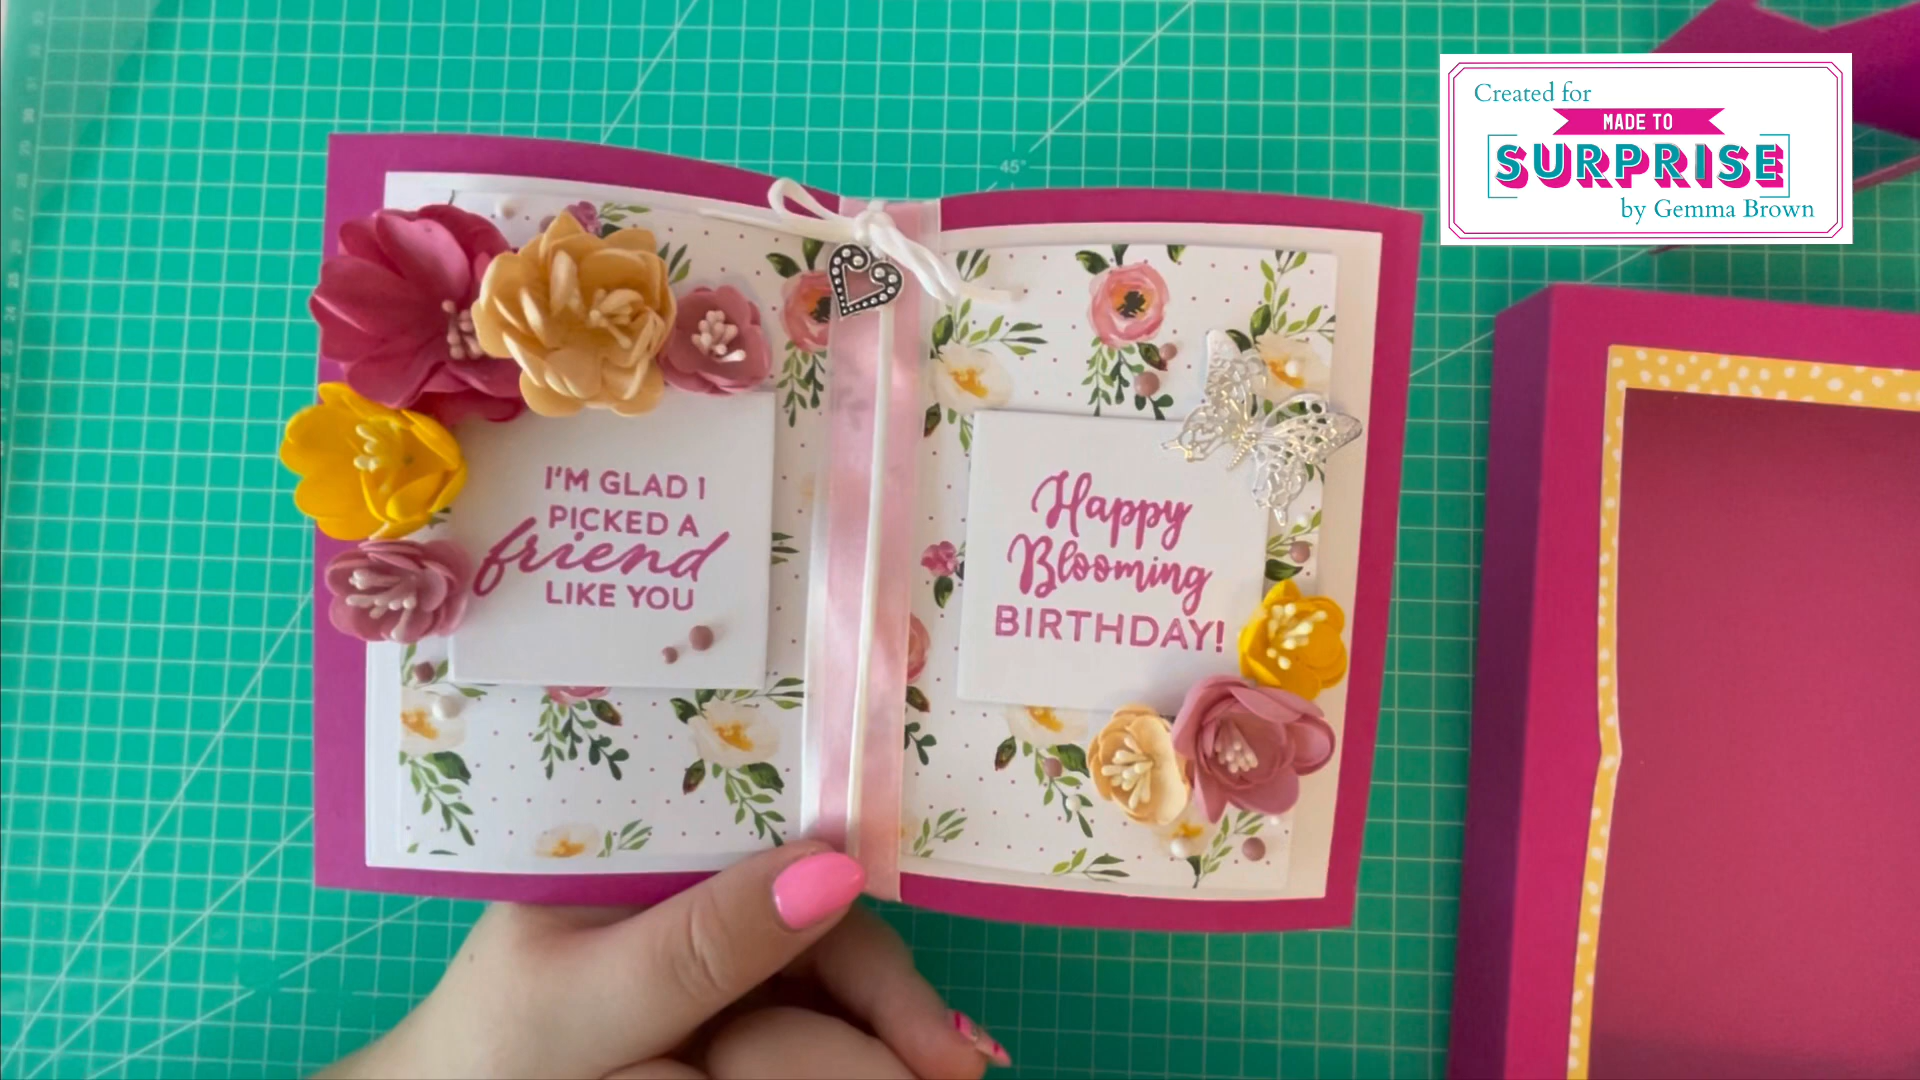 Created for
MADE TO
SURPRISE
by Gemma Brown
45°
I'M GLAD I
PICKED A
friend
LIKE YOU
Happy
Blooming
BIRTHDAY!